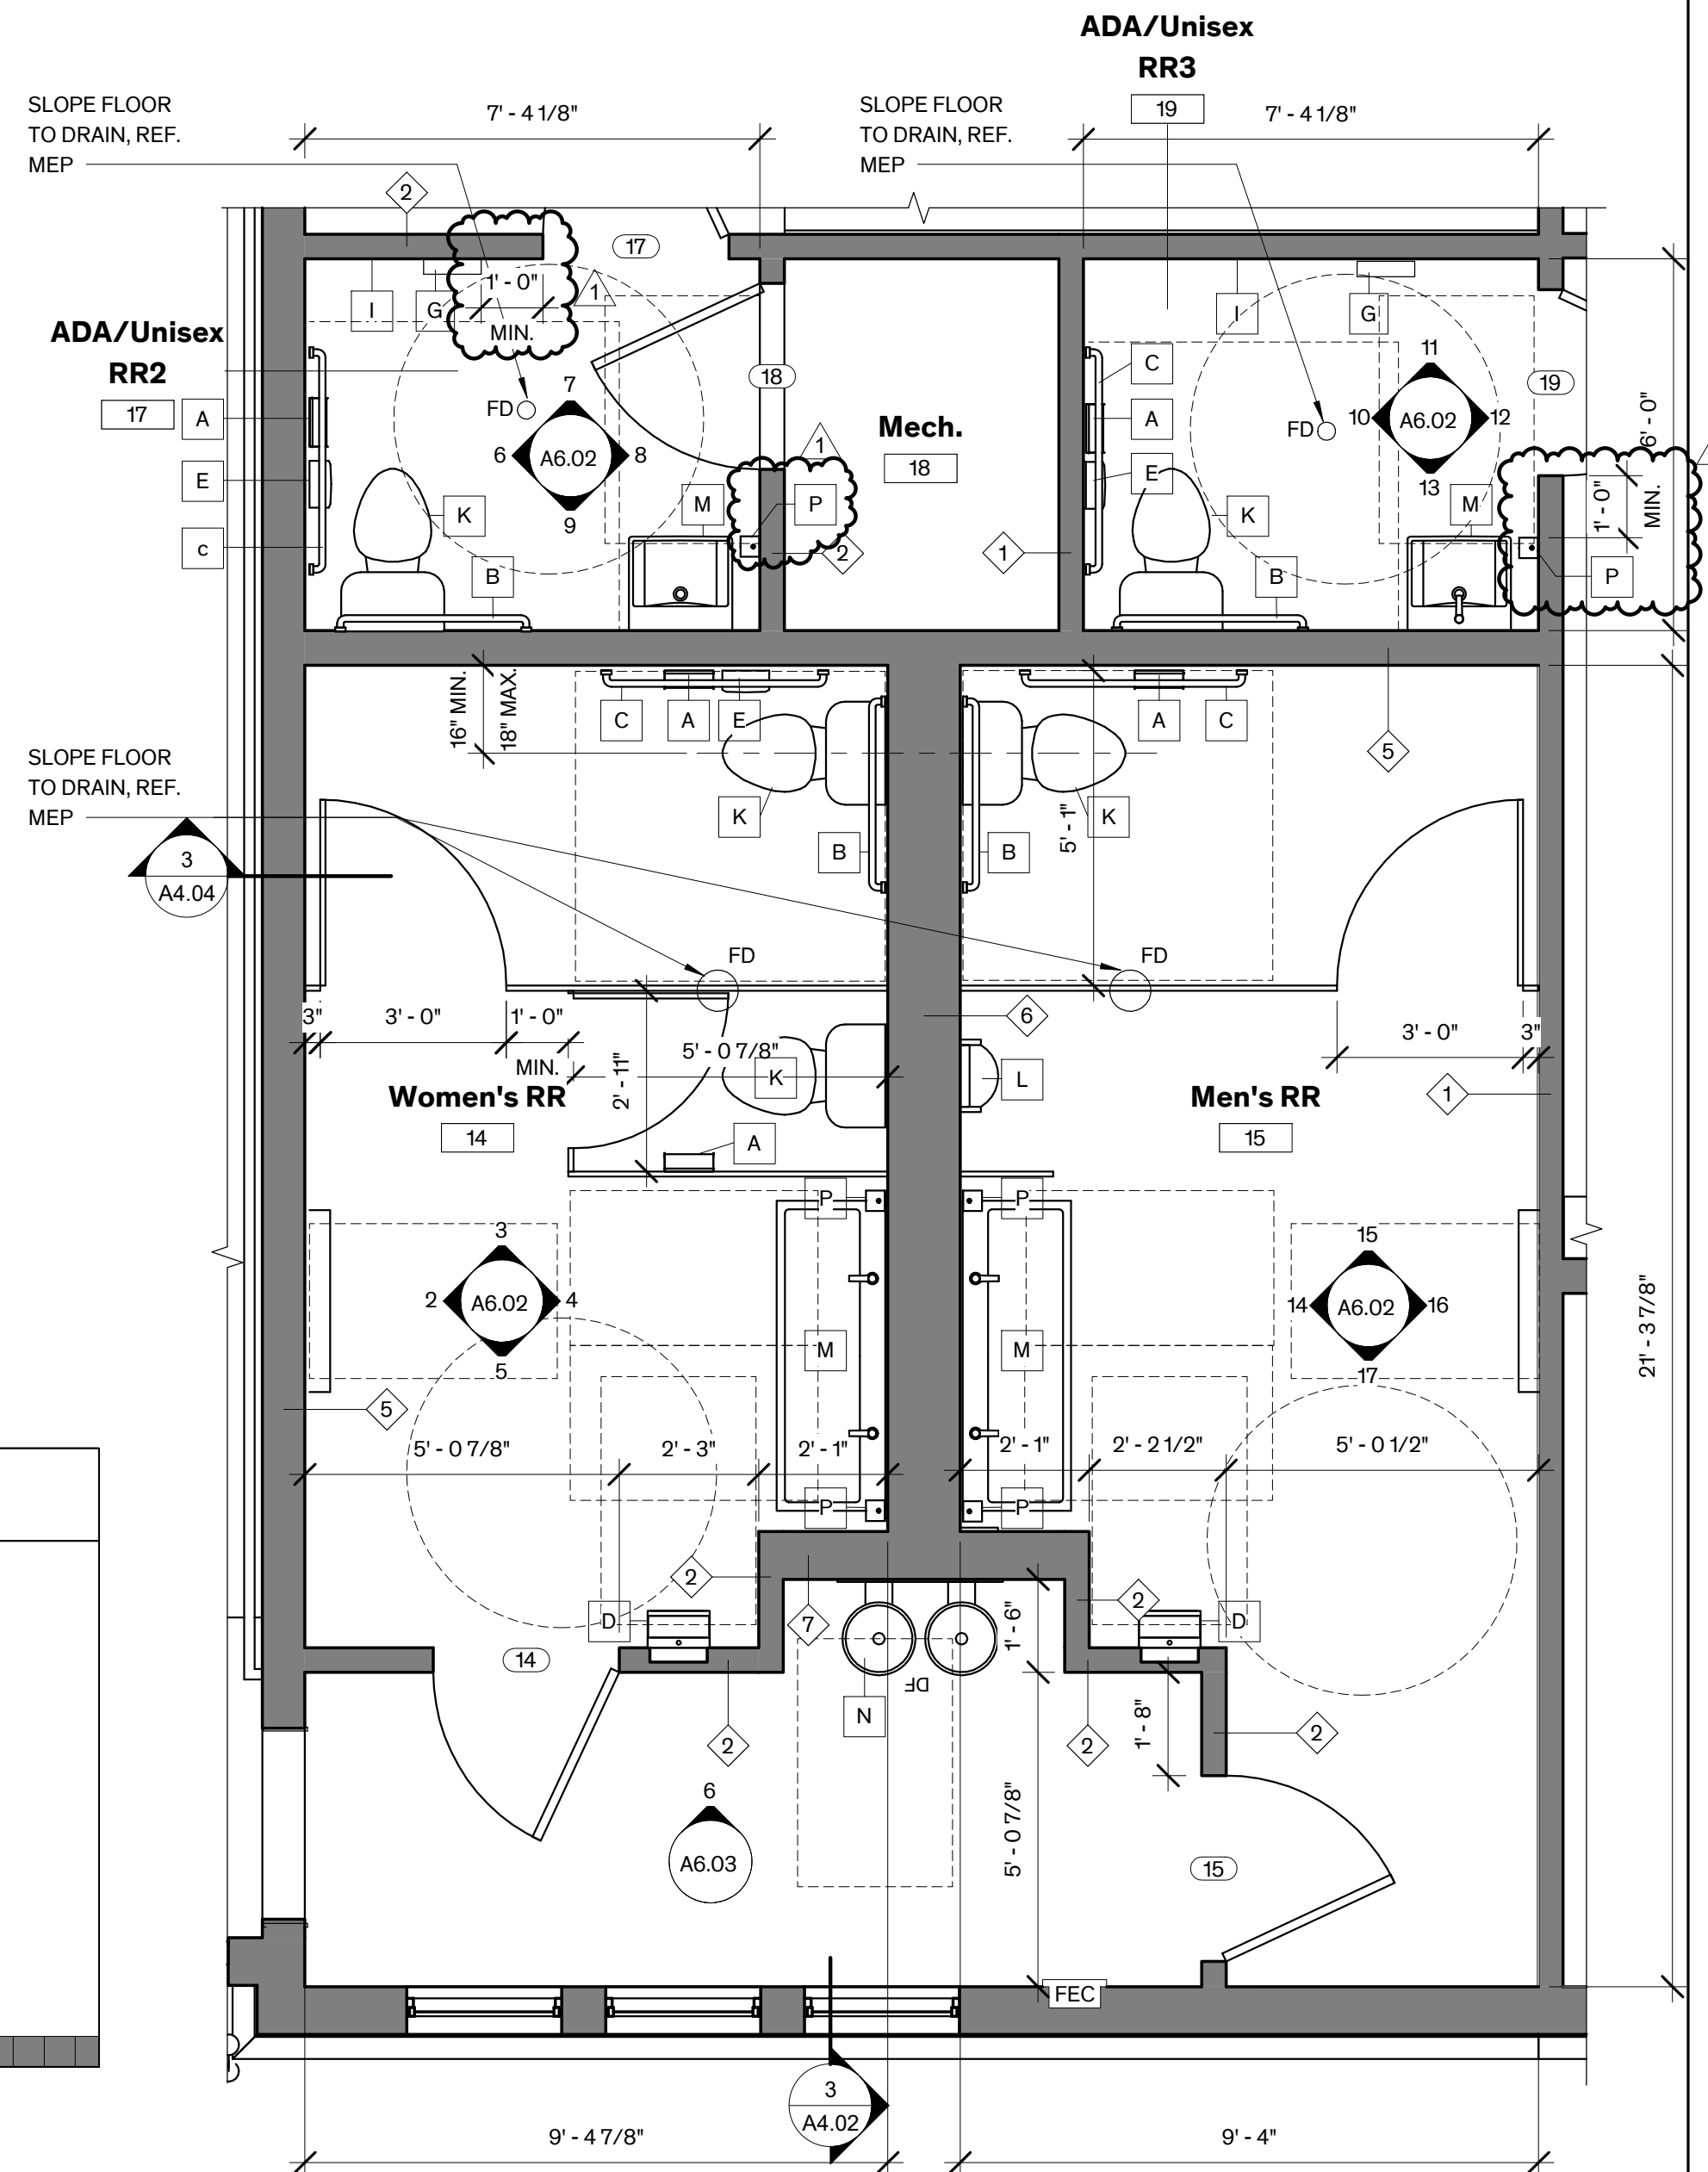 ADA/Unisex
RR3
19
SLOPE FLOOR
TO DRAIN, REF.
MEP
7' - 4 1/8"
SLOPE FLOOR
TO DRAIN, REF.
MEP
7' - 4 1/8"
2
17
1' - 0"
MIN.
1
I
G
I
G
ADA/Unisex
RR2
17
A
E
c
FD
7
6
A6.02
8
9
18
Mech.
18
1
K
M
P
B
2
1
C
A
E
FD
11
10
A6.02
12
13
19
6' - 0"
K
M
B
1' - 0"
MIN.
P
16" MIN.
18" MAX.
C
A
E
A
C
5
K
K
B
B
5' - 1"
SLOPE FLOOR
TO DRAIN, REF.
MEP
3
A4.04
FD
FD
3"
3' - 0"
1' - 0"
MIN.
2' - 11"
5' - 0 7/8"
K
6
L
3' - 0"
3"
1
Women's RR
14
A
Men's RR
15
P
P
3
2
A6.02
4
5
M
M
15
14
A6.02
16
17
21' - 3 7/8"
5
5' - 0 7/8"
2' - 3"
2' - 1"
2' - 1"
2' - 2 1/2"
5' - 0 1/2"
P
P
2
2
D
7
1' - 6"
D
14
DF
N
2
2
1' - 8"
2
6
A6.03
5' - 0 7/8"
15
FEC
3
A4.02
9' - 4 7/8"
9' - 4"